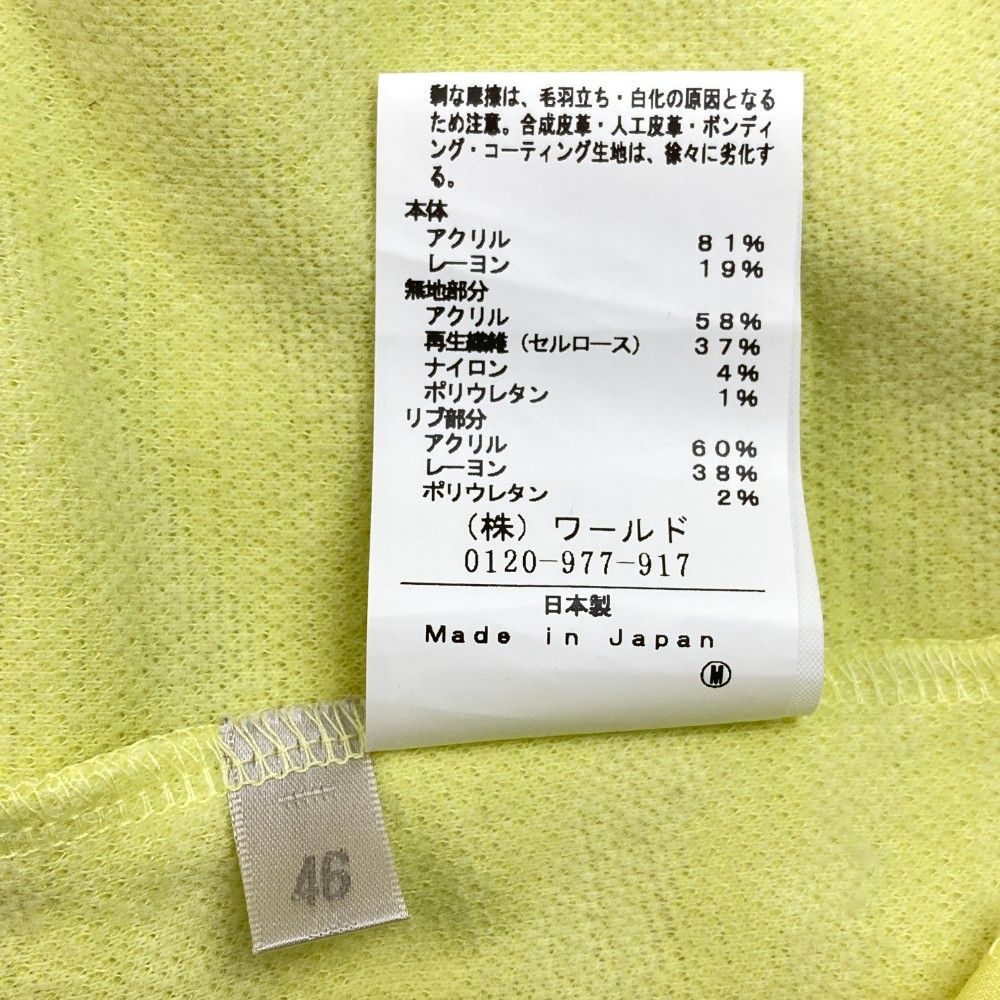 剰な摩擦は、毛羽立ち・白化の原因となる
ため注意。合成皮革・人工皮革・ボンディ
ング・コーティング生地は、徐々に劣化す
る。
本体
アクリル 81%
レーヨン 19%
無地部分
アクリル 58%
再生繊維(セルロース) 37%
ナイロン 4%
ポリウレタン 1%
リブ部分
アクリル 60%
レーヨン 38%
ポリウレタン 2%
(株)ワールド
0120-977-917
日本製
Made in Japan
M
46